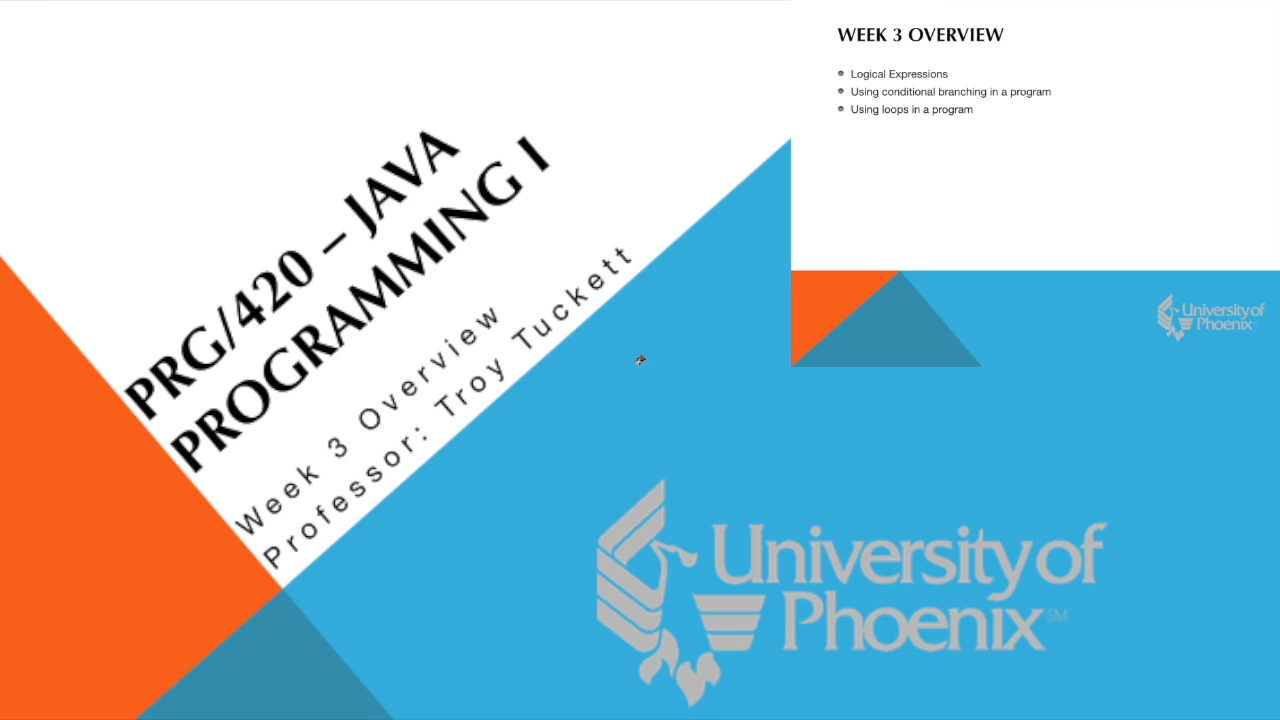 PRG/420 – JAVA
PROGRAMMING I
Week 3 Overview
Professor: Troy Tuckett
University of
Phoenix SM
WEEK 3 OVERVIEW
Logical Expressions
Using conditional branching in a program
Using loops in a program
University of
Phoenix